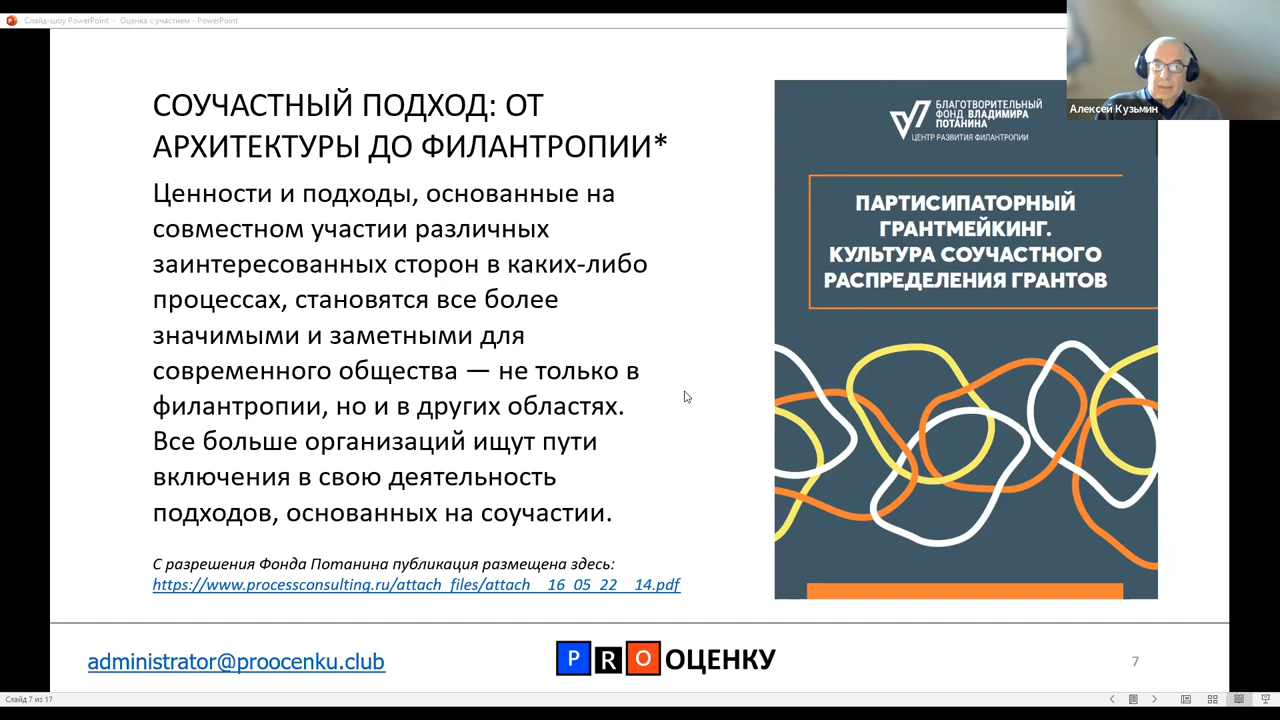 Слайд-шоу PowerPoint - Оценка с участием - PowerPoint
Алексей Кузьмин
СОУЧАСТНЫЙ ПОДХОД: ОТ
АРХИТЕКТУРЫ ДО ФИЛАНТРОПИИ*
Ценности и подходы, основанные на
совместном участии различных
заинтересованных сторон в каких-либо
процессах, становятся все более
значимыми и заметными для
современного общества — не только в
филантропии, но и в других областях.
Все больше организаций ищут пути
включения в свою деятельность
подходов, основанных на соучастии.
С разрешения Фонда Потанина публикация размещена здесь:
https://www.processconsulting.ru/attach_files/attach__16_05_22__14.pdf
БЛАГОТВОРИТЕЛЬНЫЙ
ФОНД ВЛАДИМИРА
ПОТАНИНА
ЦЕНТР РАЗВИТИЯ ФИЛАНТРОПИИ
ПАРТИСИПАТОРНЫЙ
ГРАНТМЕЙКИНГ.
КУЛЬТУРА СОУЧАСТНОГО
РАСПРЕДЕЛЕНИЯ ГРАНТОВ
administrator@proocenku.club
PRO ОЦЕНКУ
7
Слайд 7 из 17